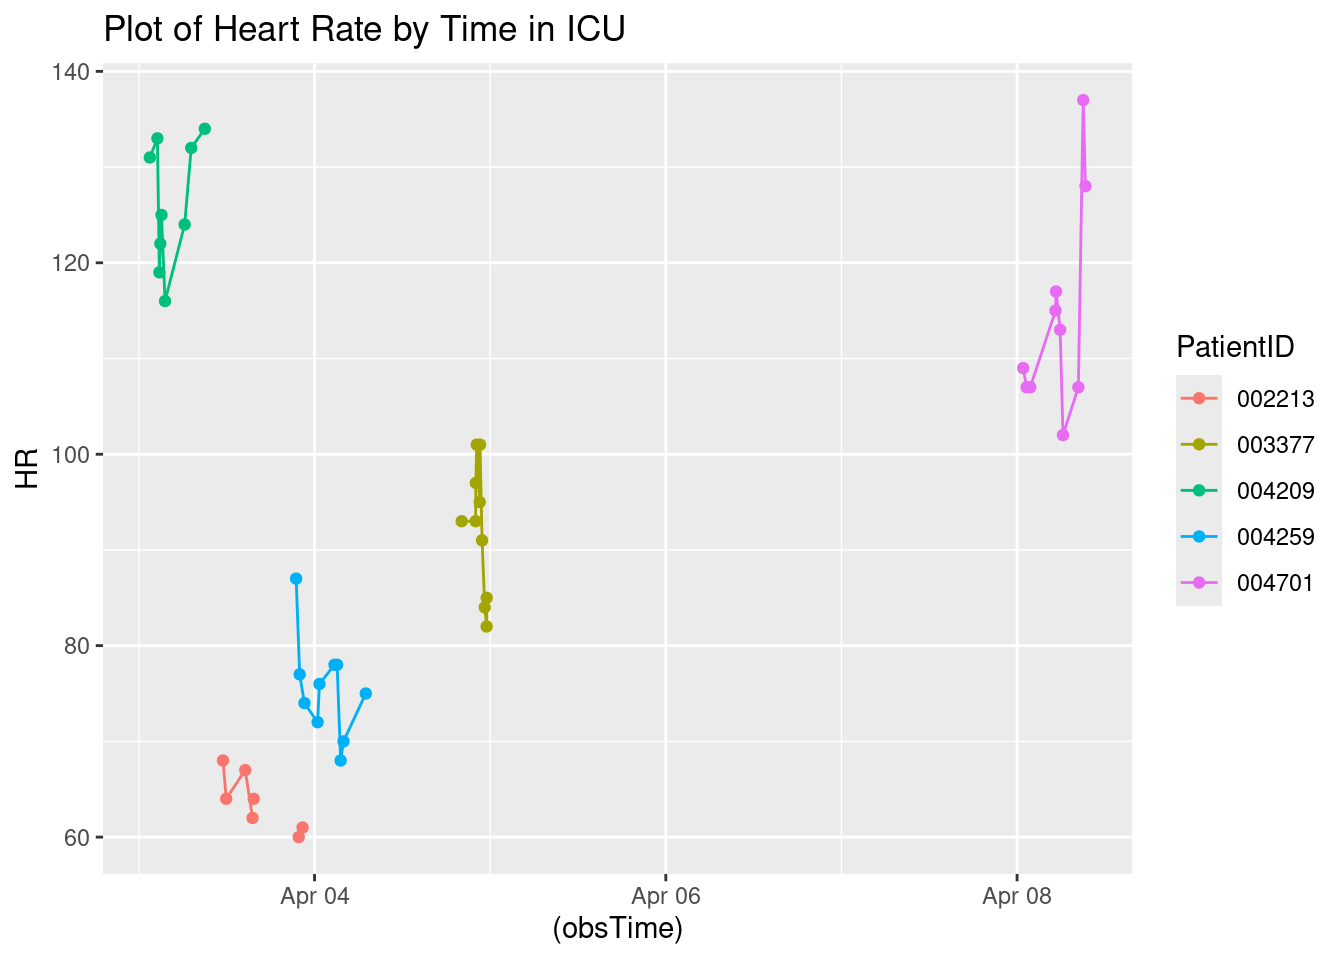 Plot of Heart Rate by Time in ICU
140
120
100
80
60
HR
Apr 04
Apr 06
Apr 08
(obsTime)
PatientID
002213
003377
004209
004259
004701